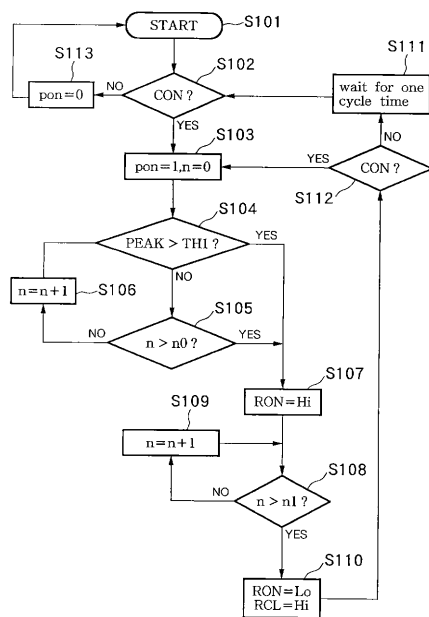 START
S101
S113
S102
S111
pon=0
NO
CON?
wait for one
cycle time
YES
S103
NO
pon=1,n=0
YES
CON?
S112
S104
PEAK > TH1?
YES
NO
n=n+1
S106
S105
NO
n > n0?
YES
S107
RON=Hi
S109
n=n+1
S108
NO
n > n1?
YES
S110
RON=Lo
RCL=Hi